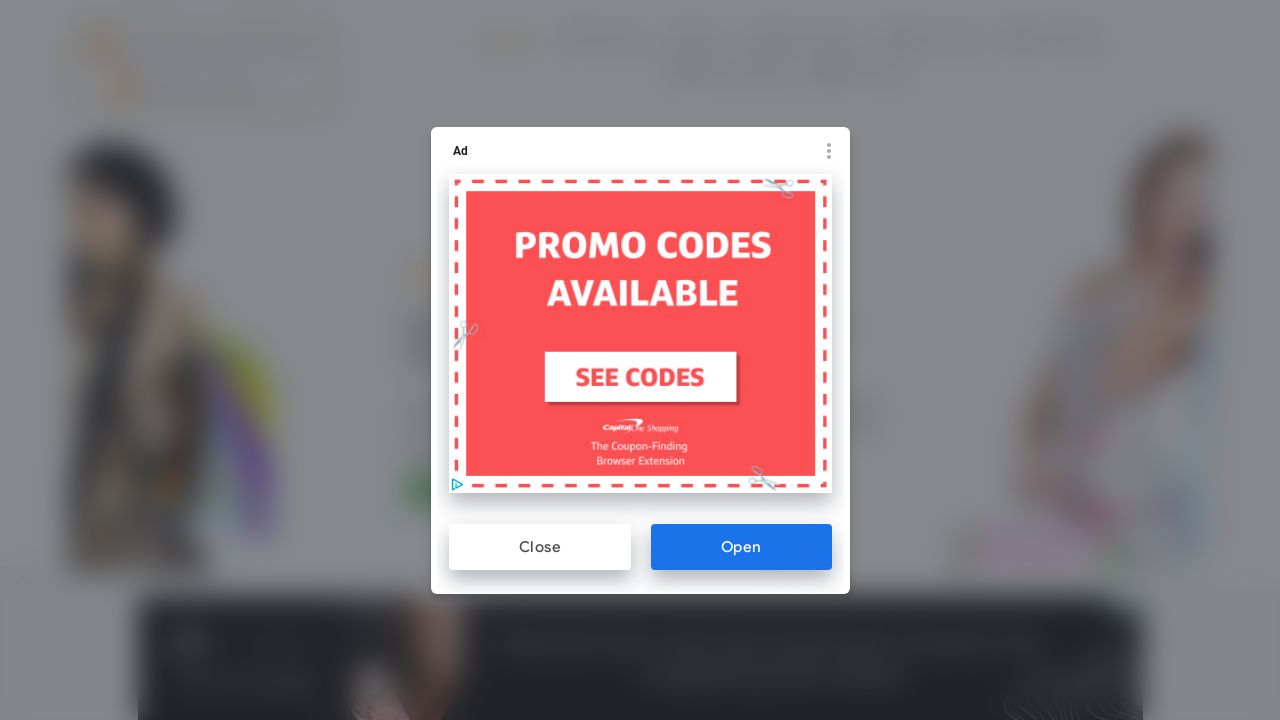 Ad
PROMO CODES
AVAILABLE
SEE CODES
Capital One Shopping
The Coupon-Finding
Browser Extension
Close
Open